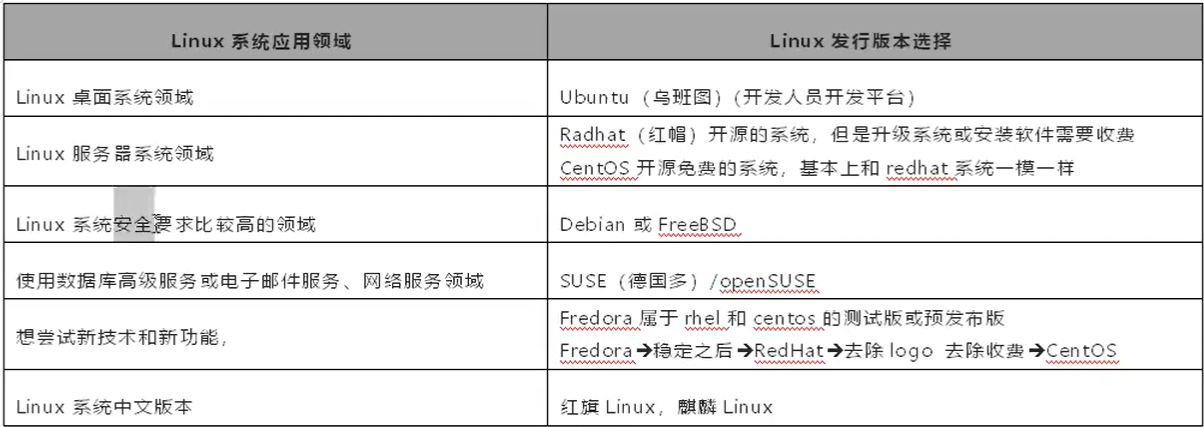 Linux 系统应用领域
Linux 发行版本选择
Linux 桌面系统领域
Ubuntu（乌班图）（开发人员开发平台）
Linux 服务器系统领域
Radhat（红帽）开源的系统，但是升级系统或安装软件需要收费
CentOS 开源免费的系统，基本上和 redhat 系统一模一样
Linux 系统安全要求比较高的领域
Debian 或 FreeBSD
使用数据库高级服务或电子邮件服务、网络服务领域
SUSE（德国多）/openSUSE
想尝试新技术和新功能，
Fredora 属于 rhel 和 centos 的测试版或预发布版
Fredora➔稳定之后➔RedHat➔去除 logo 去除收费➔CentOS
Linux 系统中文版本
红旗 Linux，麒麟 Linux